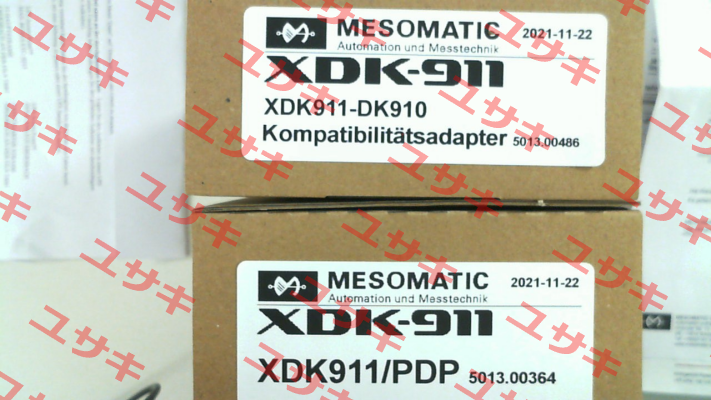 MESOMATIC 2021-11-22
Automation und Messtechnik
XDK-911
XDK911-DK910
Kompatibilitätsadapter 5013.00486
MESOMATIC 2021-11-22
Automation und Messtechnik
XDK-911
XDK911/PDP 5013.00364
ユサキ